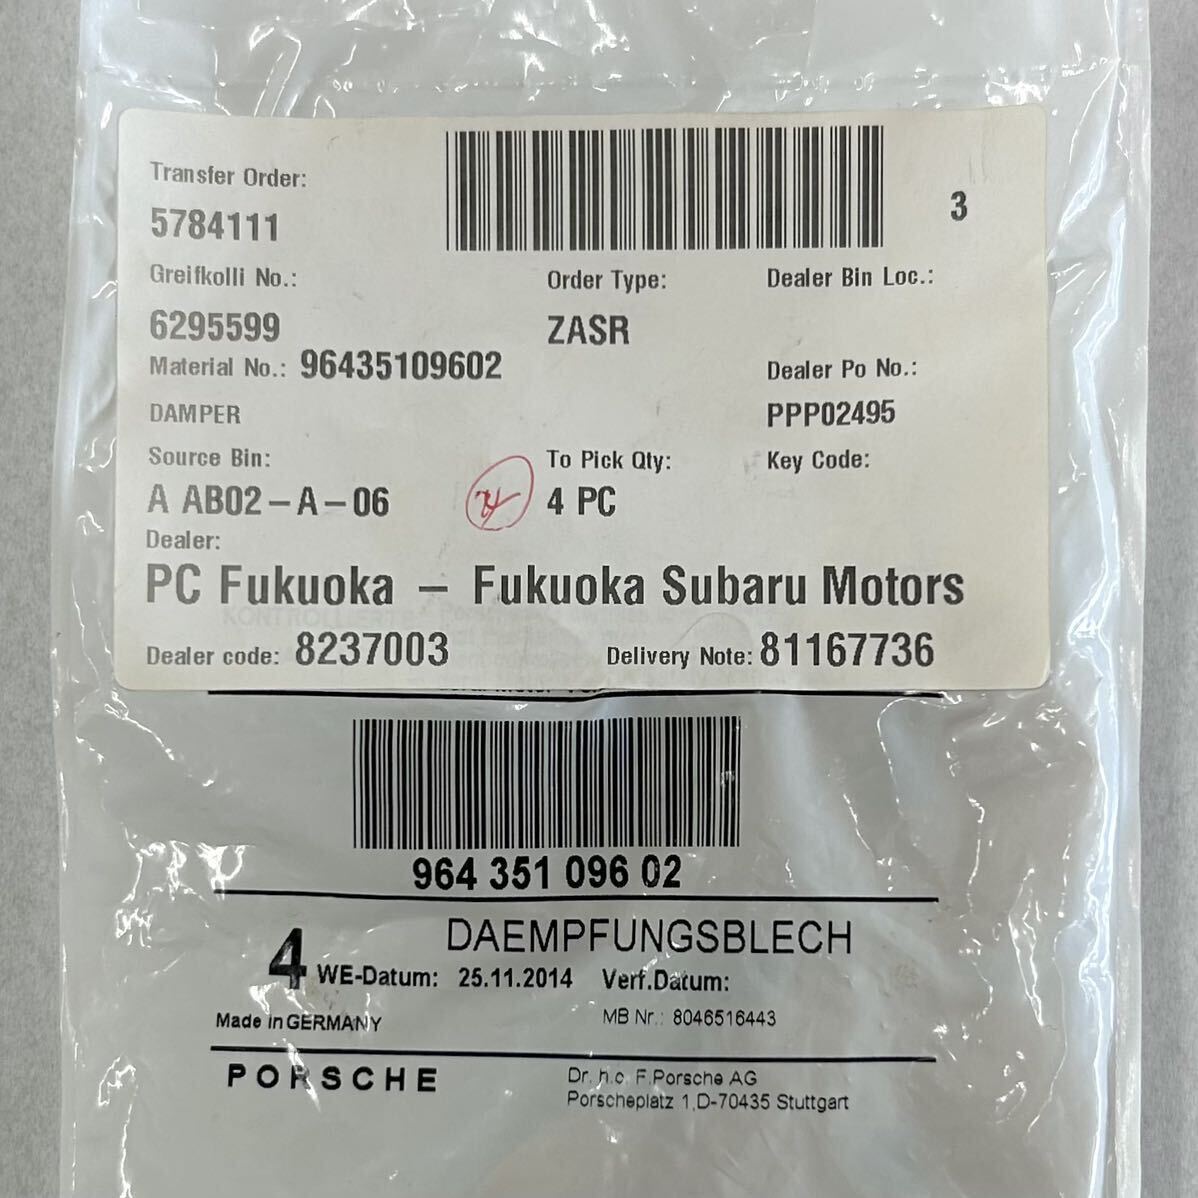 Transfer Order:
5784111
3
Greifkolli No.:
Order Type:
Dealer Bin Loc.:
6295599
ZASR
Material No.: 96435109602
Dealer Po No.:
DAMPER
PPP02495
Source Bin:
To Pick Qty:
Key Code:
A AB02-A-06
4 PC
Dealer:
PC Fukuoka - Fukuoka Subaru Motors
Dealer code: 8237003
Delivery Note: 81167736
964 351 096 02
DAEMPFUNGSBLECH
4 WE-Datum: 25.11.2014 Verf.Datum:
Made in GERMANY
MB Nr.: 8046516443
PORSCHE
Dr. h.c. F.Porsche AG
Porscheplatz 1,D-70435 Stuttgart